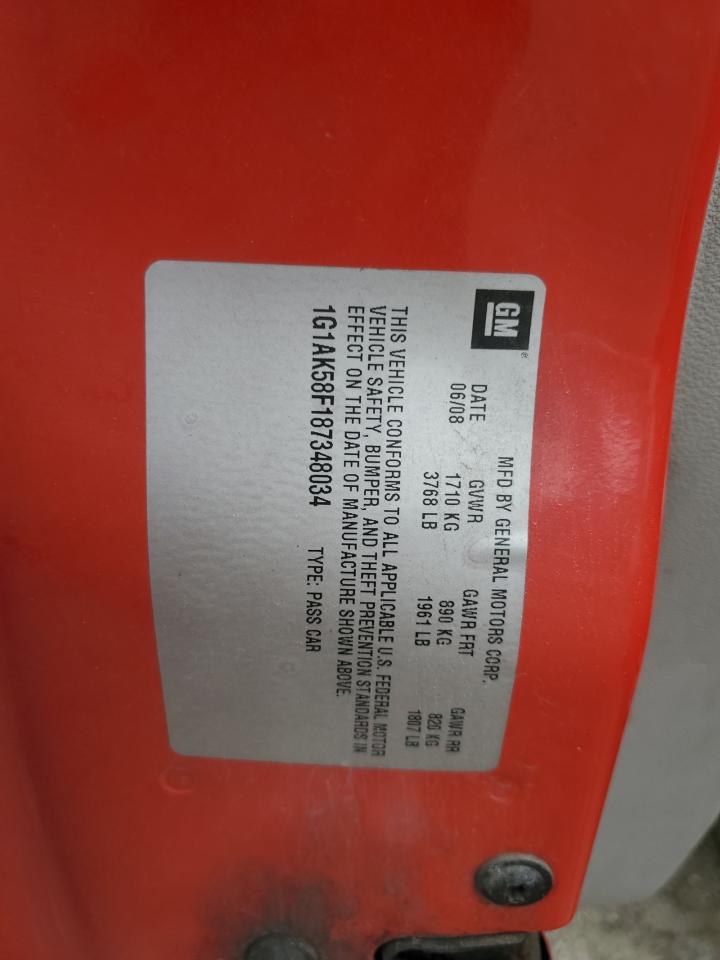 GM®
MFD BY GENERAL MOTORS CORP.
DATE GVWR GAWR FRT GAWR RR
06/08 1710 KG 890 KG 820 KG
3768 LB 1961 LB 1807 LB
THIS VEHICLE CONFORMS TO ALL APPLICABLE U.S. FEDERAL MOTOR
VEHICLE SAFETY, BUMPER, AND THEFT PREVENTION STANDARDS IN
EFFECT ON THE DATE OF MANUFACTURE SHOWN ABOVE.
1G1AK58F187348034 TYPE: PASS CAR